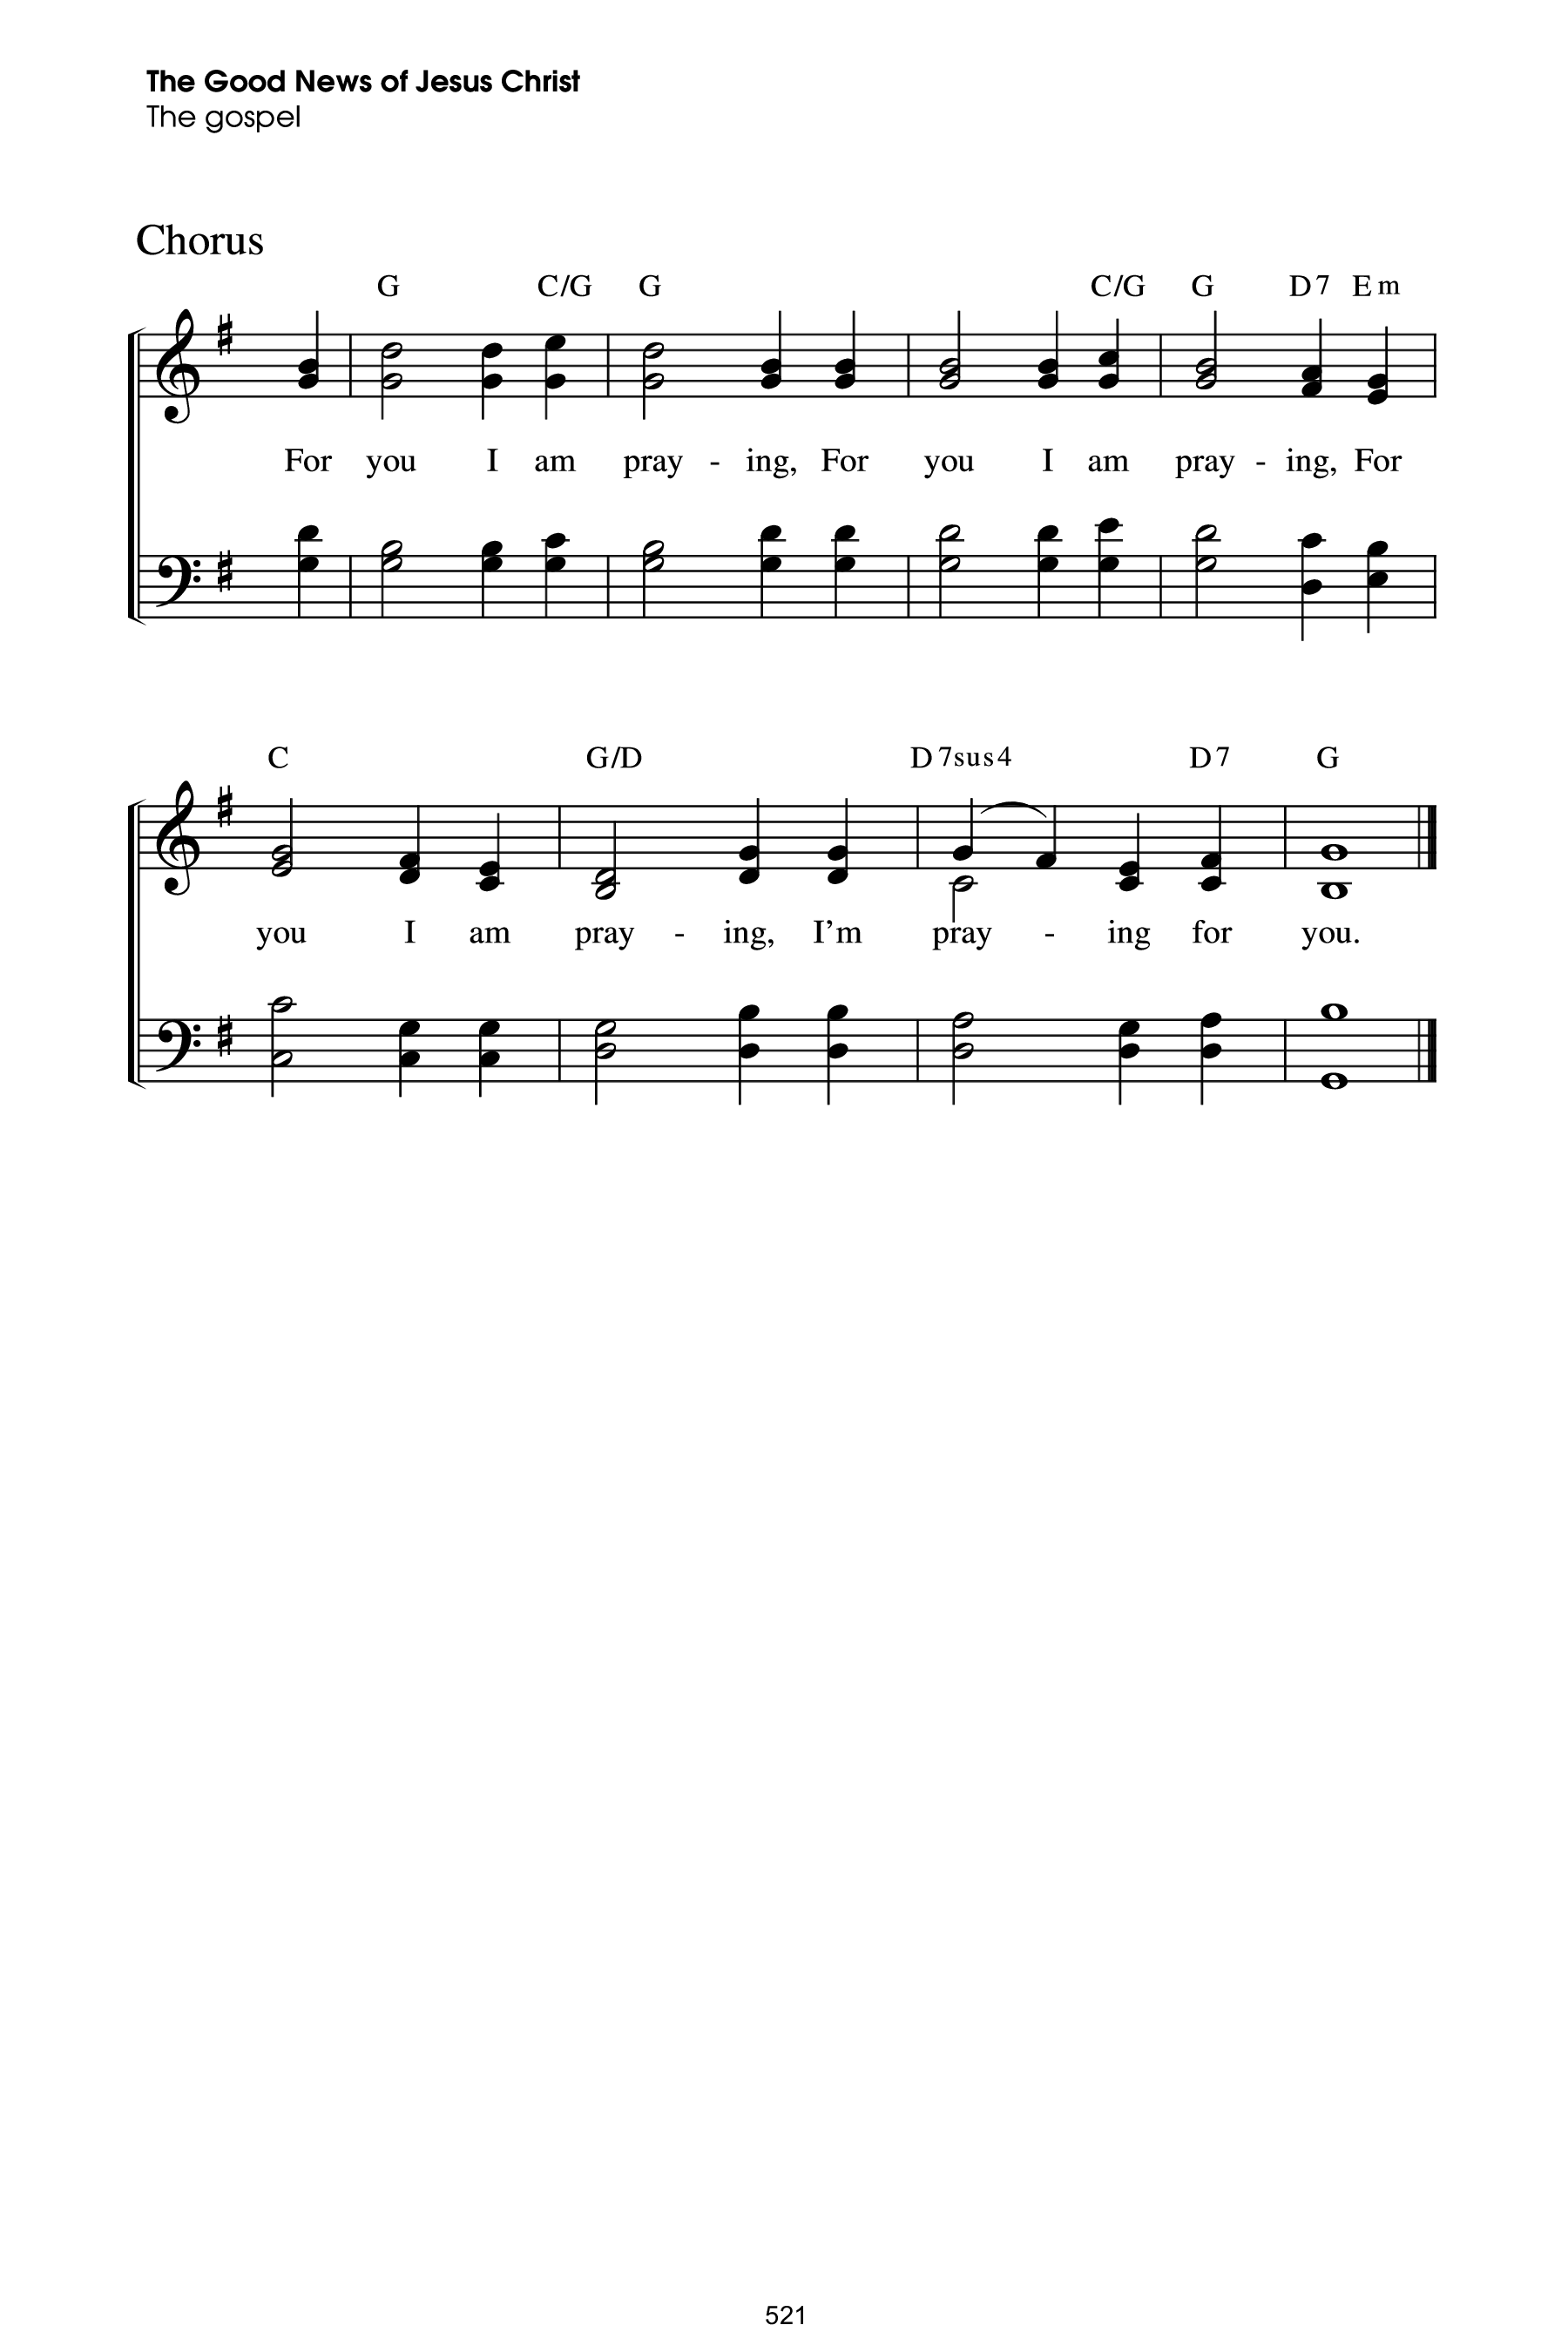 The Good News of Jesus Christ
The gospel
Chorus
G C/G G C/G G D7 Em
For you I am pray - ing, For you I am pray - ing, For
C G/D D7sus4 D7 G
you I am pray - ing, I'm pray - ing for you.
521